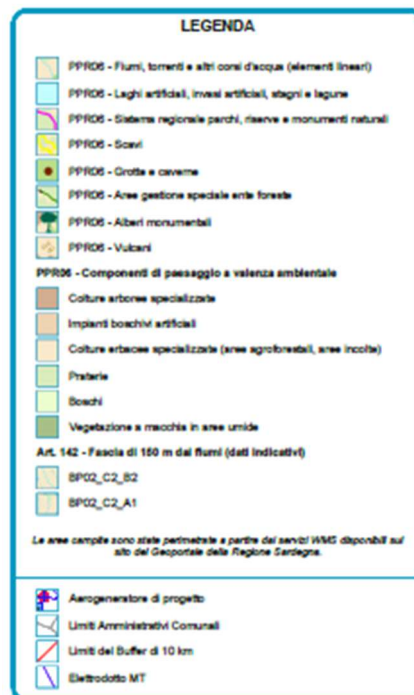 LEGENDA
PPR06 - Fiumi, torrenti e altri corsi d'acqua (elementi lineari)
PPR06 - Laghi artificiali, invasi artificiali, stagni e lagune
PPR06 - Sistema regionale parchi, riserve e monumenti naturali
PPR06 - Scavi
PPR06 - Grotte e caverne
PPR06 - Aree gestione speciale ente foreste
PPR06 - Alberi monumentali
PPR06 - Vulcani
PPR06 - Componenti di paesaggio a valenza ambientale
Colture arboree specializzate
Impianti boschivi artificiali
Colture erbacee specializzate (aree agroforestali, aree incolte)
Praterie
Boschi
Vegetazione a macchia in aree umide
Art. 142 - Fascia di 150 m dai fiumi (dati indicativi)
BP02_C2_B2
BP02_C2_A1
Le aree campite sono state perimetrate a partire dai servizi WMS disponibili sul
sito del Geoportale della Regione Sardegna.
Aerogeneratore di progetto
Limiti Amministrativi Comunali
Limiti del Buffer di 10 km
Elettrodotto MT